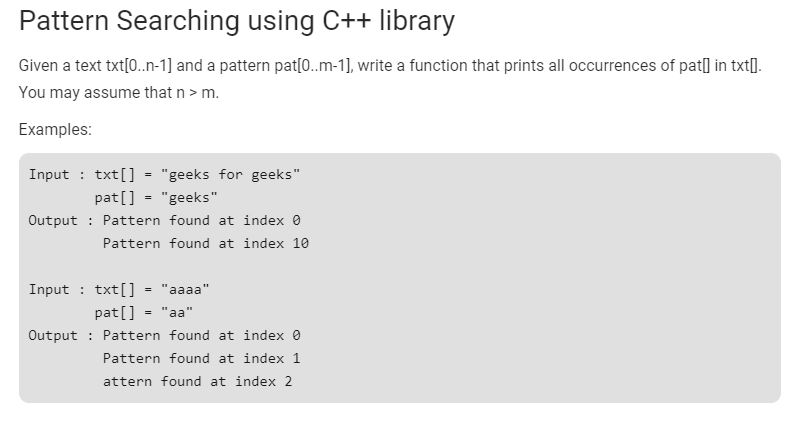 Pattern Searching using C++ library
Given a text txt[0..n-1] and a pattern pat[0..m-1], write a function that prints all occurrences of pat[] in txt[].
You may assume that n > m.
Examples:
Input : txt[] = "geeks for geeks"
pat[] = "geeks"
Output : Pattern found at index 0
Pattern found at index 10
Input : txt[] = "aaaa"
pat[] = "aa"
Output : Pattern found at index 0
Pattern found at index 1
attern found at index 2